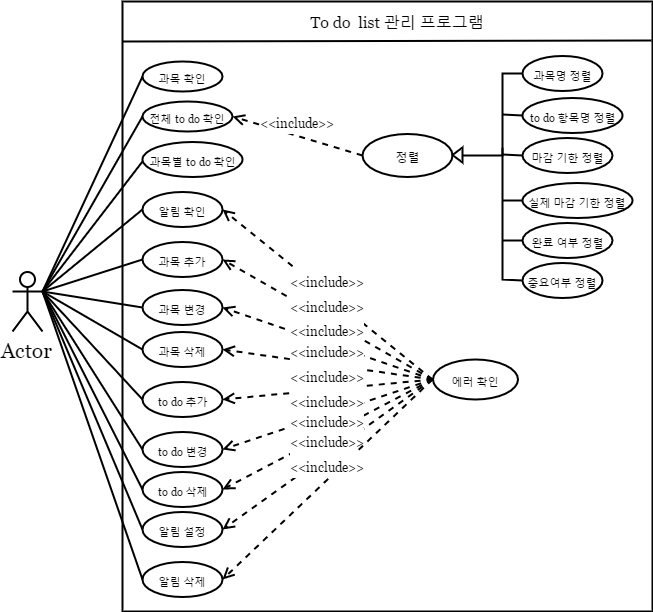 To do list 관리 프로그램
과목 확인
전체 to do 확인
과목별 to do 확인
알림 확인
과목 추가
과목 변경
과목 삭제
to do 추가
to do 변경
to do 삭제
알림 설정
알림 삭제
Actor
<<include>>
정렬
과목명 정렬
to do 항목명 정렬
마감 기한 정렬
실제 마감 기한 정렬
완료 여부 정렬
중요여부 정렬
<<include>>
<<include>>
<<include>>
<<include>>
<<include>>
<<include>>
<<include>>
<<include>>
<<include>>
에러 확인